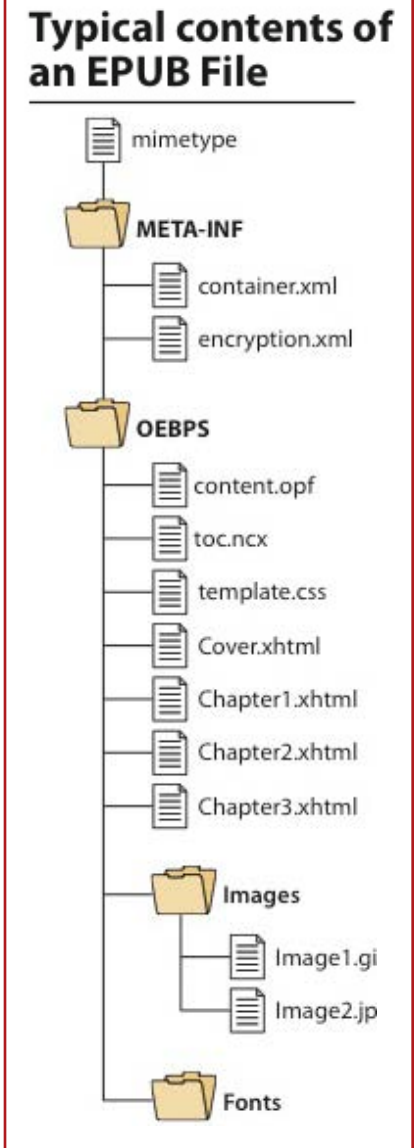 Typical contents of
an EPUB File
mimetype
META-INF
container.xml
encryption.xml
OEBPS
content.opf
toc.ncx
template.css
Cover.xhtml
Chapter1.xhtml
Chapter2.xhtml
Chapter3.xhtml
Images
Image1.gi
Image2.jp
Fonts